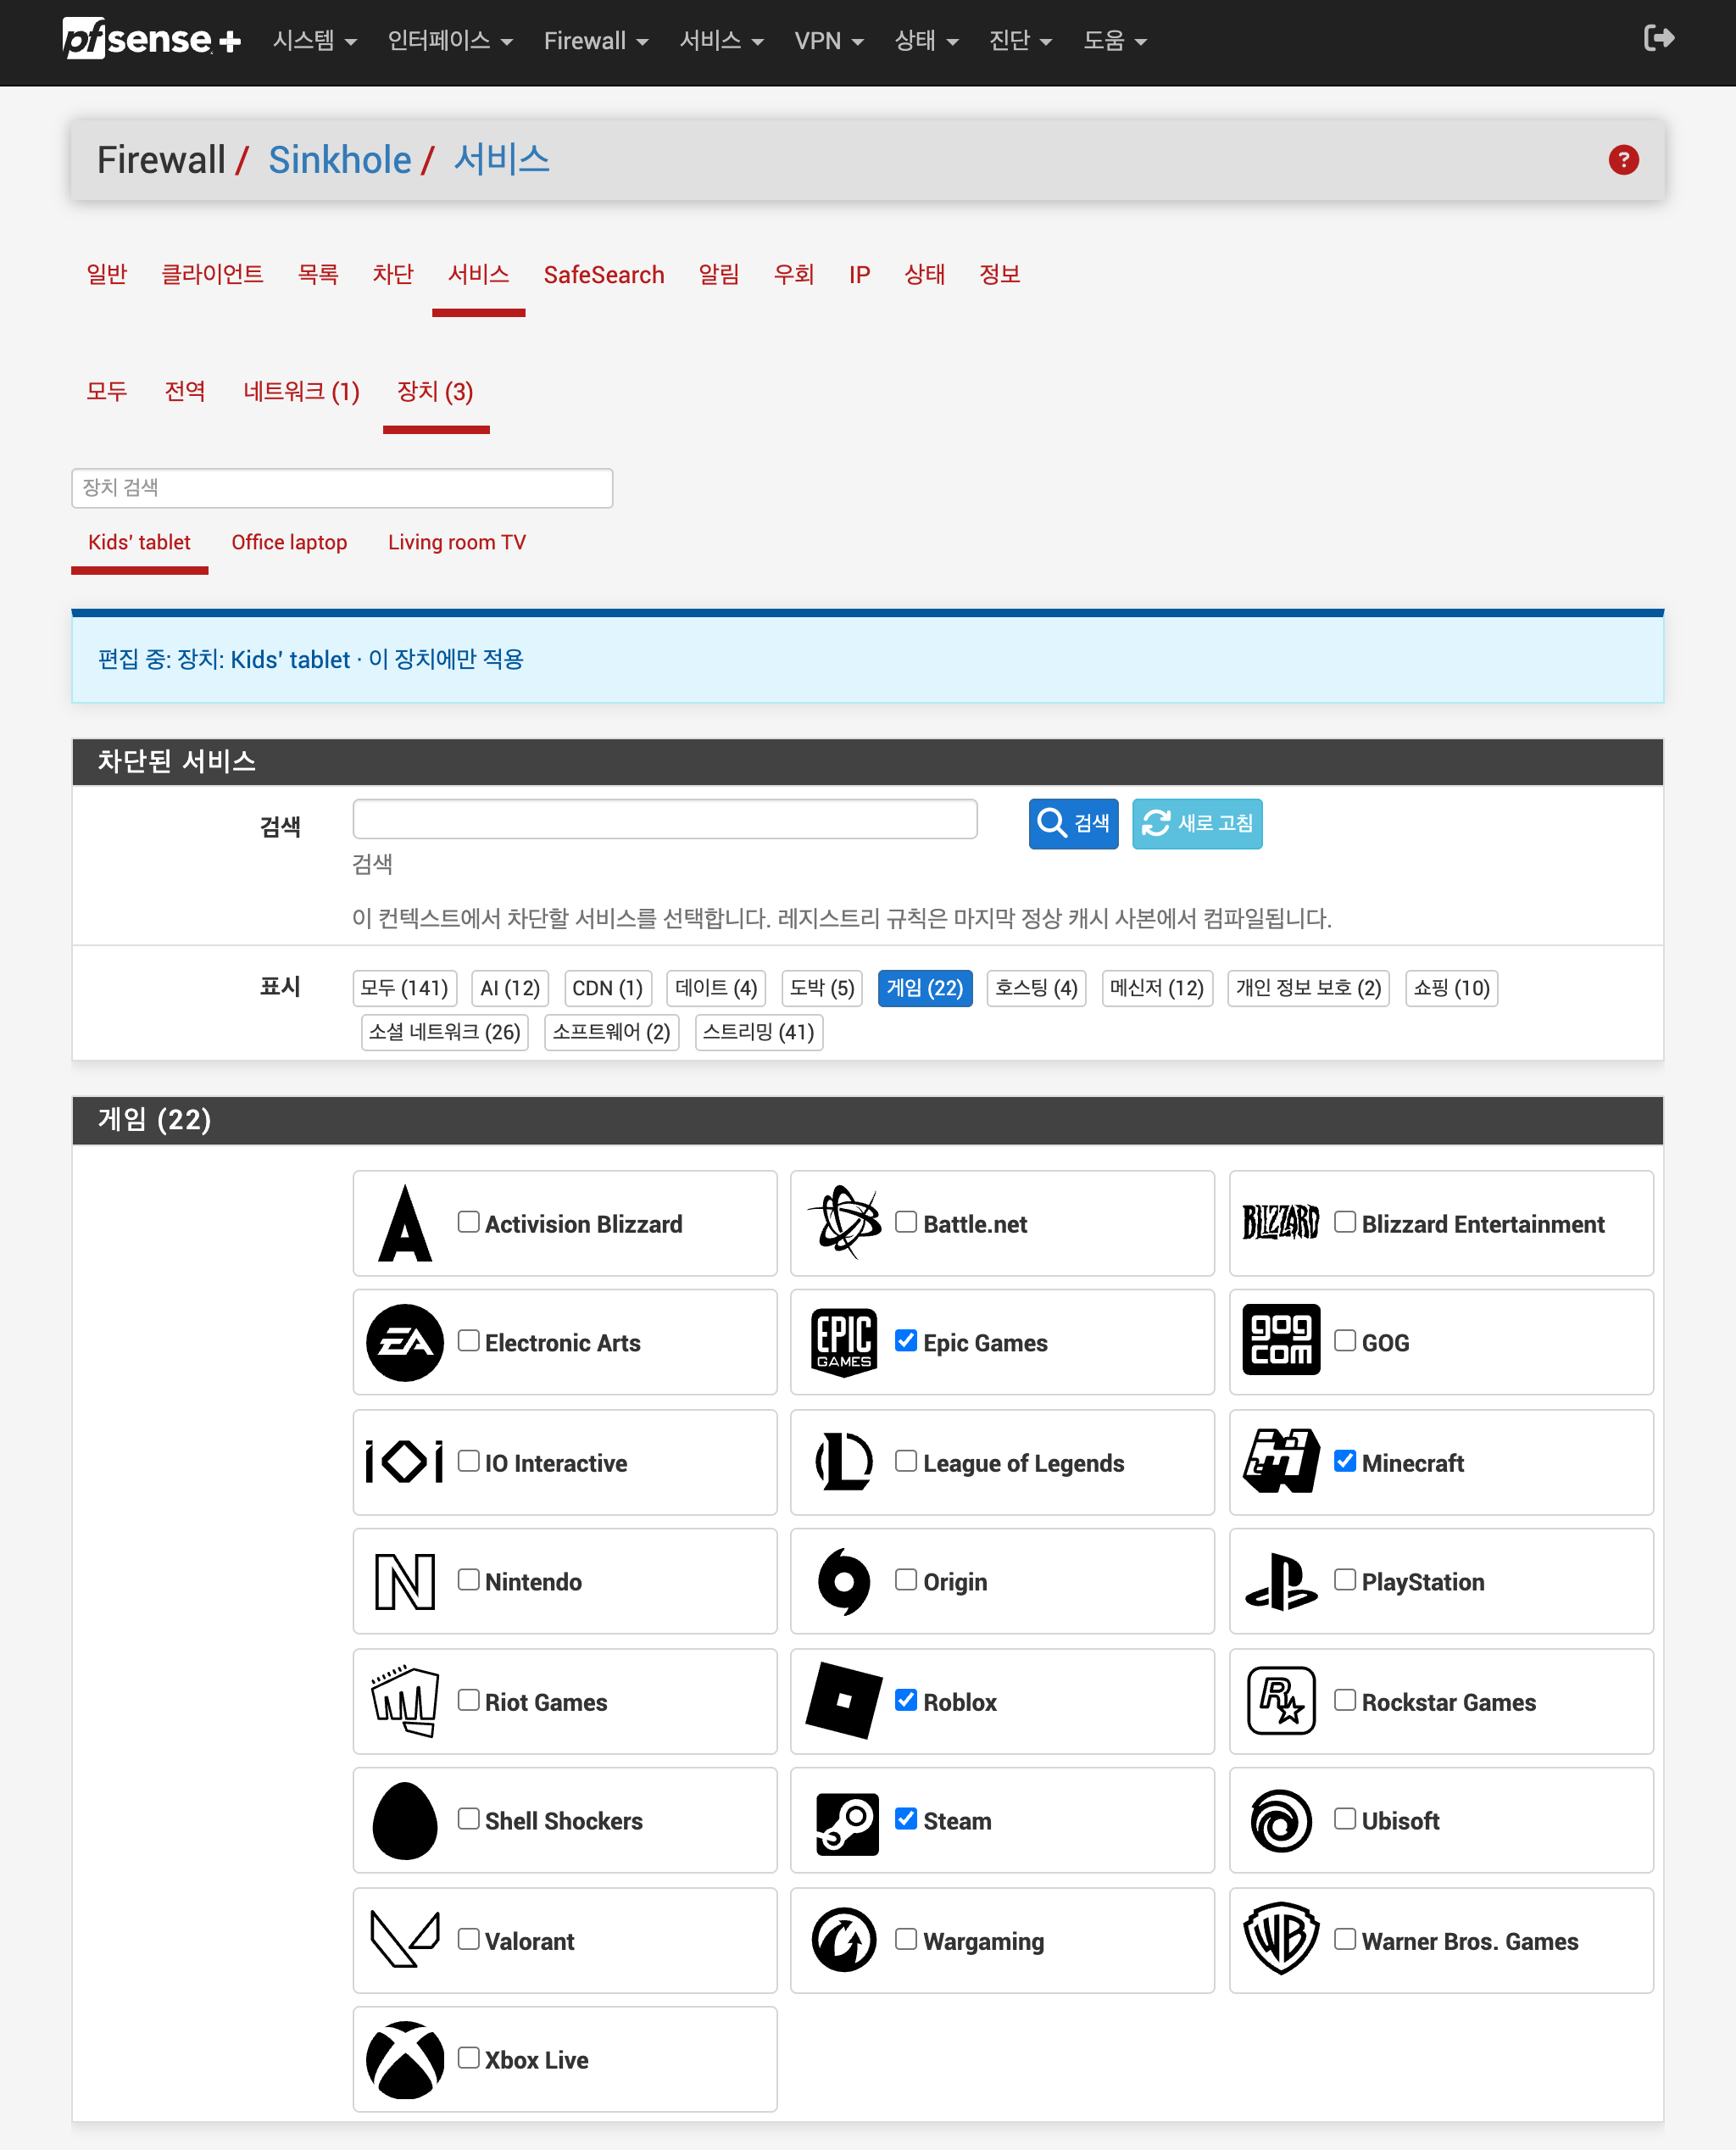 pfsense+ 시스템 인터페이스 Firewall 서비스 VPN 상태 진단 도움
Firewall / Sinkhole / 서비스 ?
일반 클라이언트 목록 차단 서비스 SafeSearch 알림 우회 IP 상태 정보
모두 전역 네트워크 (1) 장치 (3)
장치 검색
Kids' tablet Office laptop Living room TV
편집 중: 장치: Kids' tablet · 이 장치에만 적용
차단된 서비스
검색 검색 새로 고침
검색
이 컨텍스트에서 차단할 서비스를 선택합니다. 레지스트리 규칙은 마지막 정상 캐시 사본에서 컴파일됩니다.
표시 모두 (141) AI (12) CDN (1) 데이트 (4) 도박 (5) 게임 (22) 호스팅 (4) 메신저 (12) 개인 정보 보호 (2) 쇼핑 (10)
소셜 네트워크 (26) 소프트웨어 (2) 스트리밍 (41)
게임 (22)
Activision Blizzard Battle.net BLIZZARD Blizzard Entertainment
EA Electronic Arts EPIC GAMES Epic Games gog com GOG
IO Interactive League of Legends Minecraft
Nintendo Origin PlayStation
Riot Games Roblox R Rockstar Games
Shell Shockers Steam Ubisoft
Valorant Wargaming WB Warner Bros. Games
Xbox Live